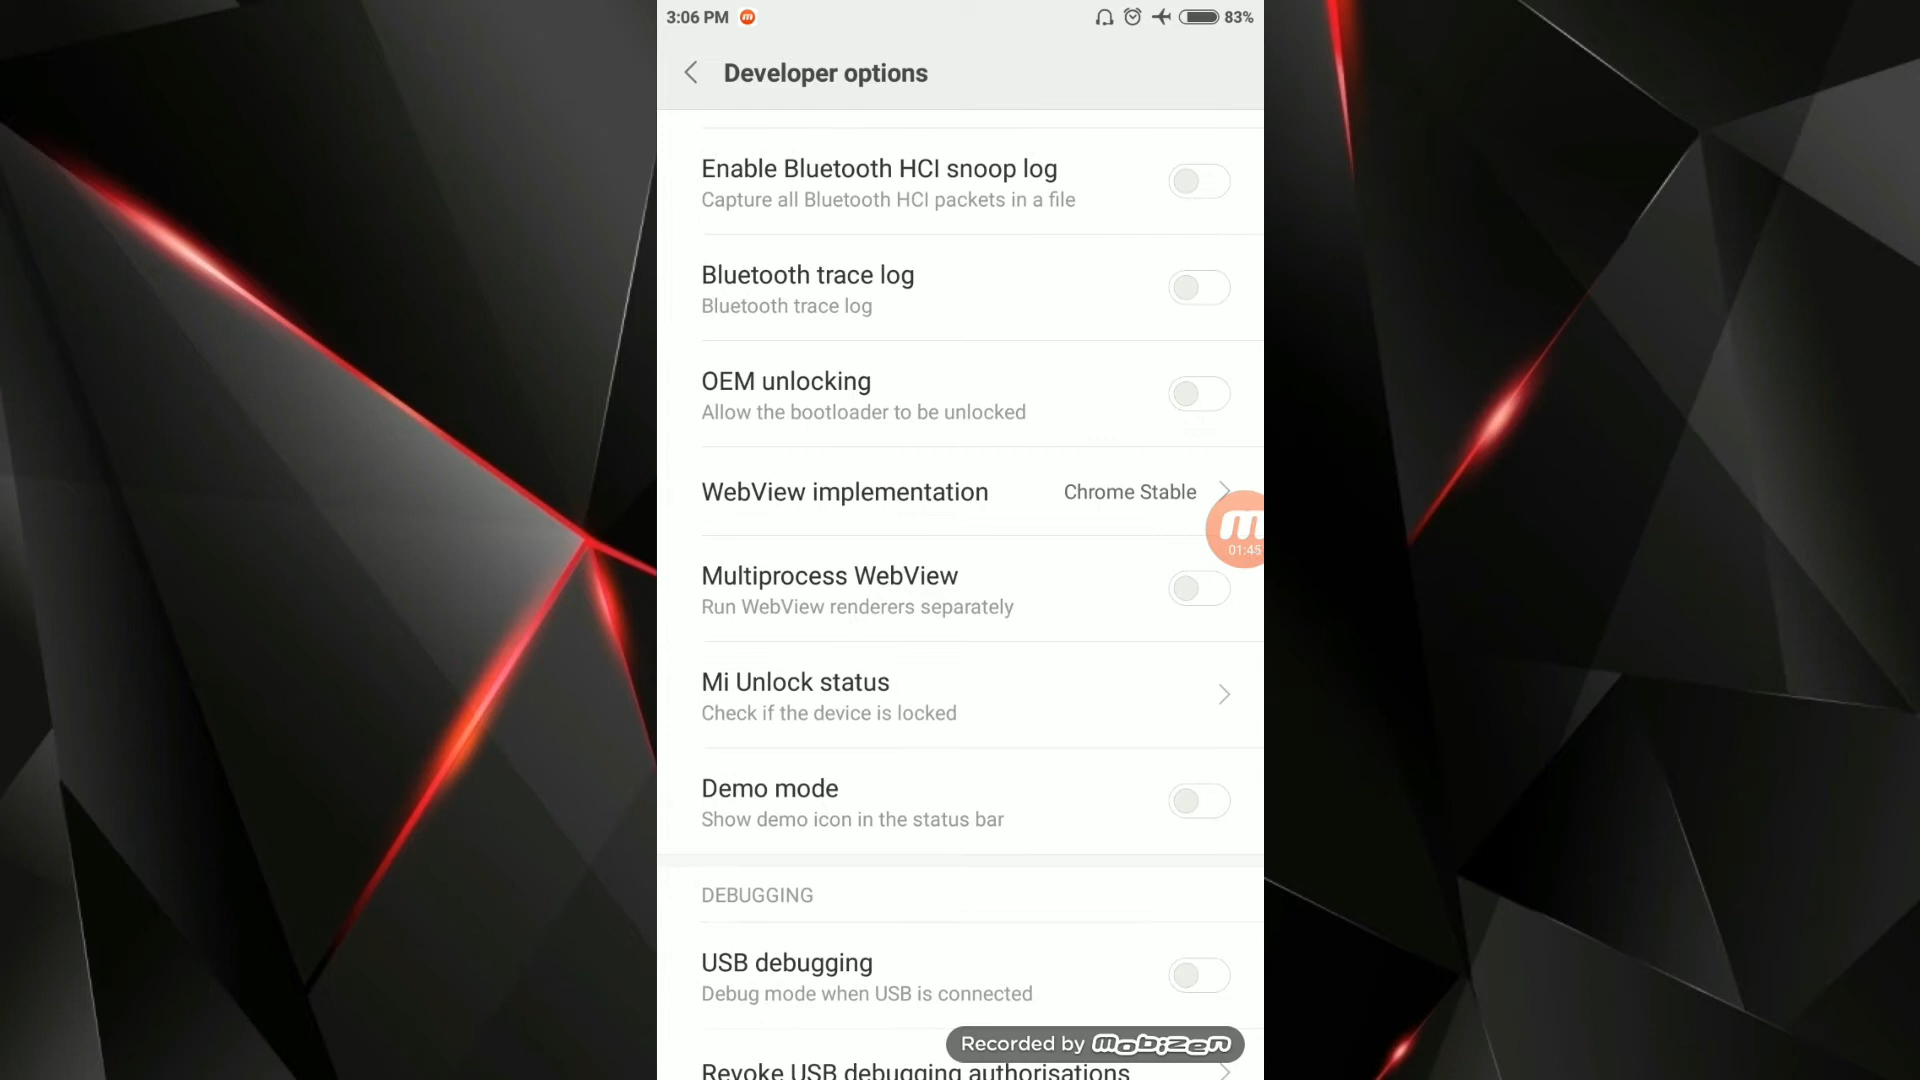 3:06 PM m 83%
Developer options
Enable Bluetooth HCI snoop log
Capture all Bluetooth HCI packets in a file
Bluetooth trace log
Bluetooth trace log
OEM unlocking
Allow the bootloader to be unlocked
WebView implementation Chrome Stable
m
01:45
Multiprocess WebView
Run WebView renderers separately
Mi Unlock status
Check if the device is locked
Demo mode
Show demo icon in the status bar
DEBUGGING
USB debugging
Debug mode when USB is connected
Recorded by mobizen
Revoke USB debugging authorisations